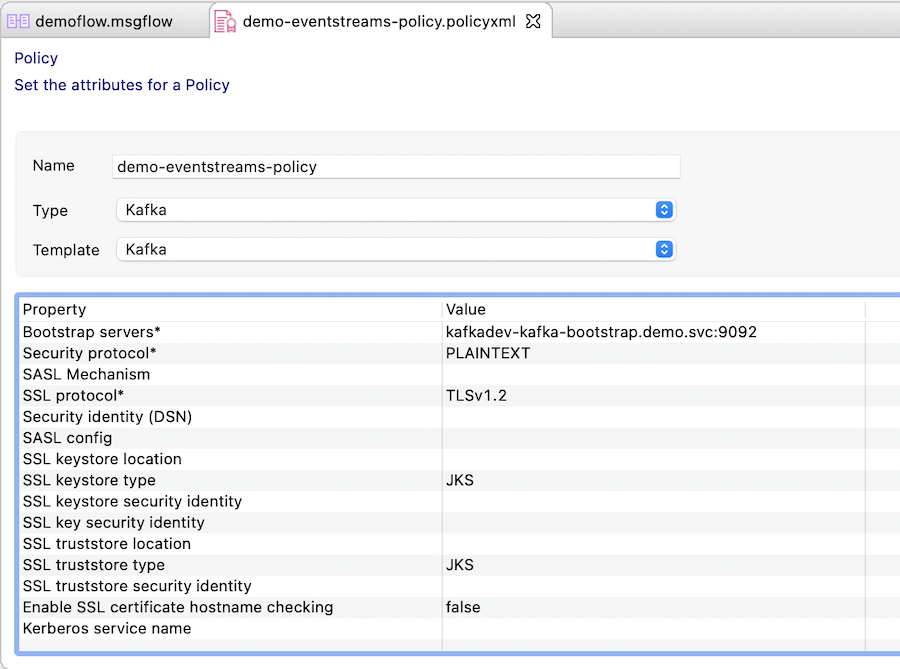 demoflow.msgflow demo-eventstreams-policy.policyxml
Policy
Set the attributes for a Policy
Name demo-eventstreams-policy
Type Kafka
Template Kafka
Property Value
Bootstrap servers* kafkadev-kafka-bootstrap.demo.svc:9092
Security protocol* PLAINTEXT
SASL Mechanism
SSL protocol* TLSv1.2
Security identity (DSN)
SASL config
SSL keystore location
SSL keystore type JKS
SSL keystore security identity
SSL key security identity
SSL truststore location
SSL truststore type JKS
SSL truststore security identity
Enable SSL certificate hostname checking false
Kerberos service name